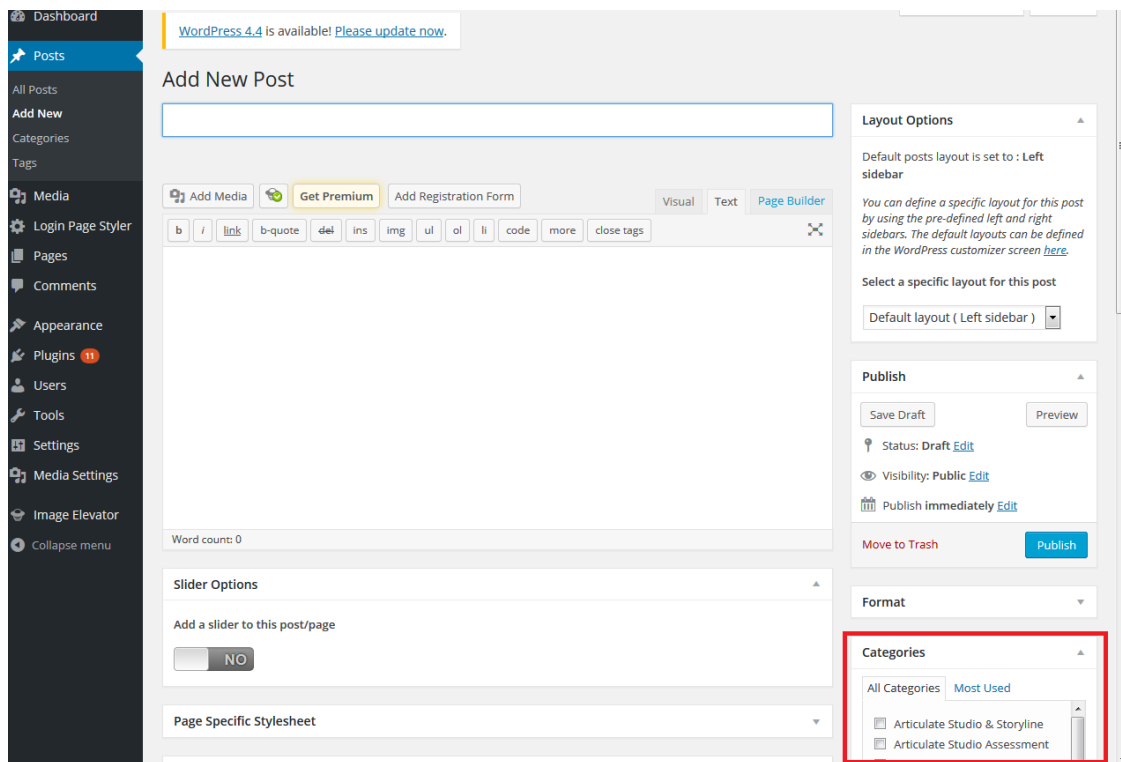 Dashboard
Posts
All Posts
Add New
Categories
Tags
Media
Login Page Styler
Pages
Comments
Appearance
Plugins 11
Users
Tools
Settings
Media Settings
Image Elevator
Collapse menu
WordPress 4.4 is available! Please update now.
Add New Post
Add Media
Get Premium
Add Registration Form
Visual
Text
Page Builder
b
i
link
b-quote
del
ins
img
ul
ol
li
code
more
close tags
Word count: 0
Slider Options
Add a slider to this post/page
NO
Page Specific Stylesheet
Layout Options
Default posts layout is set to : Left
sidebar
You can define a specific layout for this post
by using the pre-defined left and right
sidebars. The default layouts can be defined
in the WordPress customizer screen here.
Select a specific layout for this post
Default layout ( Left sidebar )
Publish
Save Draft
Preview
Status: Draft Edit
Visibility: Public Edit
Publish immediately Edit
Move to Trash
Publish
Format
Categories
All Categories
Most Used
Articulate Studio & Storyline
Articulate Studio Assessment